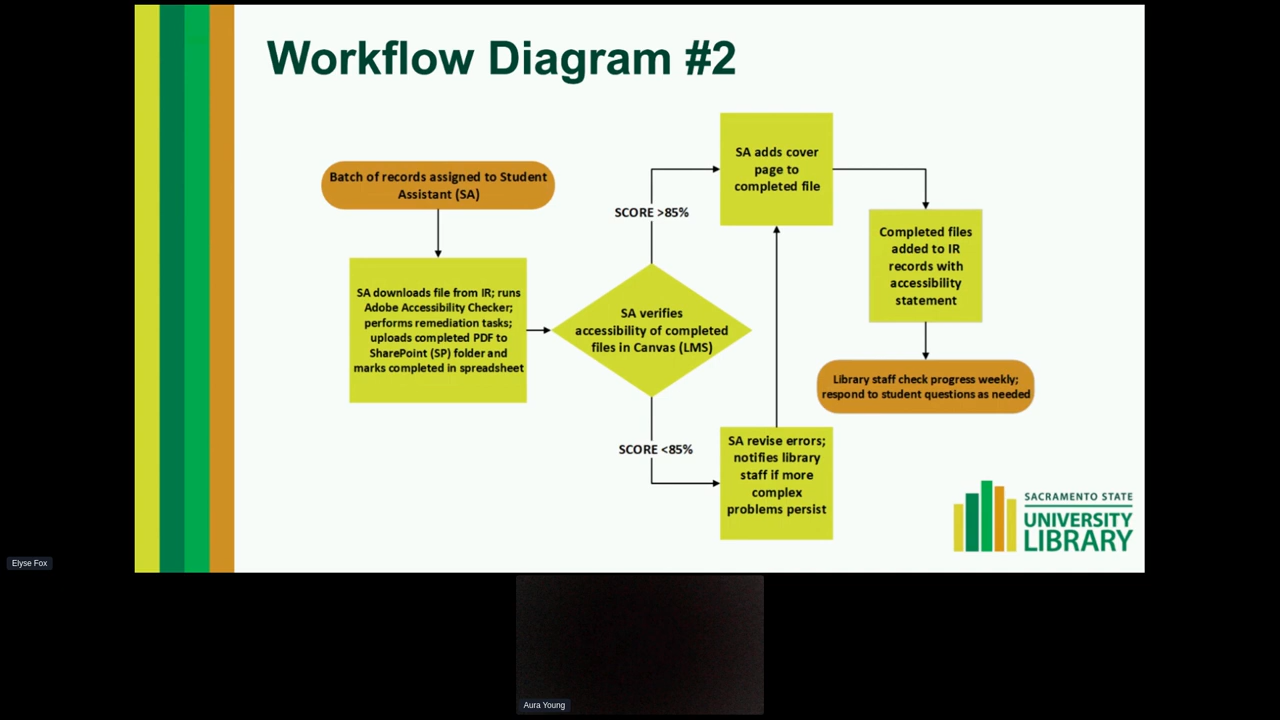 Workflow Diagram #2
Batch of records assigned to Student
Assistant (SA)
SA downloads file from IR; runs
Adobe Accessibility Checker;
performs remediation tasks;
uploads completed PDF to
SharePoint (SP) folder and
marks completed in spreadsheet
SA verifies
accessibility of completed
files in Canvas (LMS)
SCORE >85%
SA adds cover
page to
completed file
SCORE <85%
SA revise errors;
notifies library
staff if more
complex
problems persist
Completed files
added to IR
records with
accessibility
statement
Library staff check progress weekly;
respond to student questions as needed
SACRAMENTO STATE
UNIVERSITY
LIBRARY
Elyse Fox
Aura Young